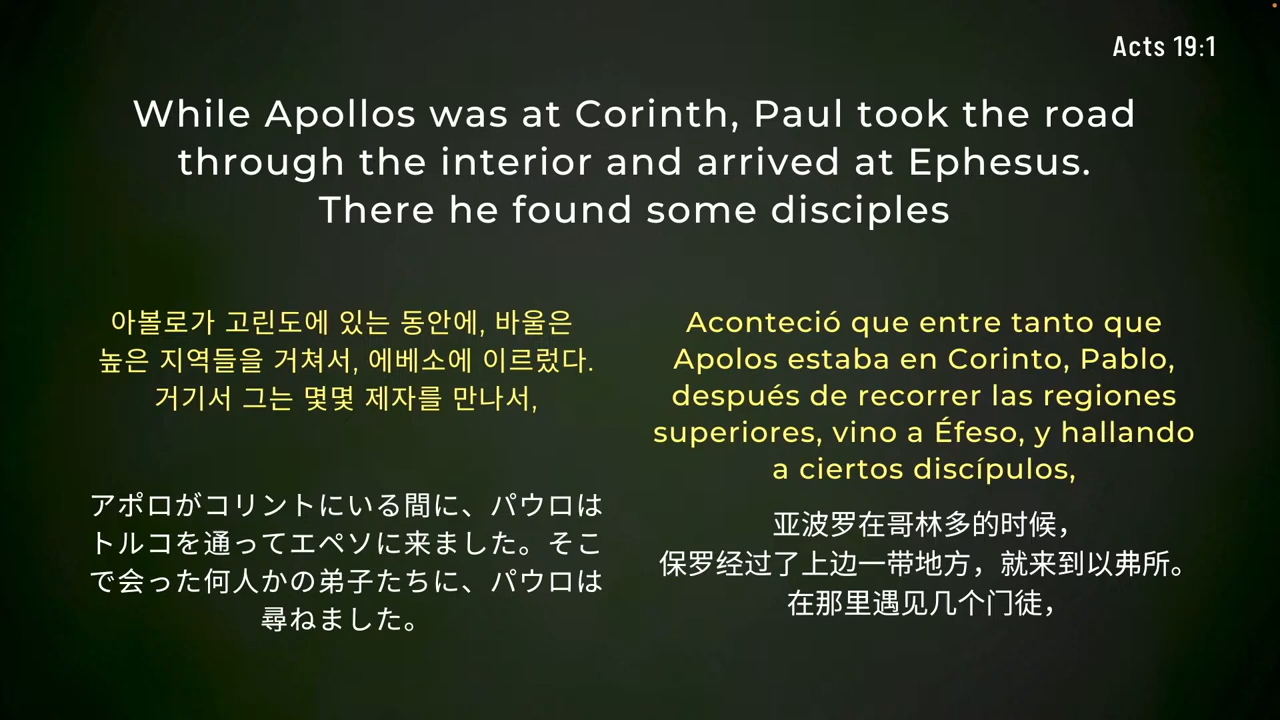 Acts 19:1
While Apollos was at Corinth, Paul took the road
through the interior and arrived at Ephesus.
There he found some disciples
아볼로가 고린도에 있는 동안에, 바울은
높은 지역들을 거쳐서, 에베소에 이르렀다.
거기서 그는 몇몇 제자를 만나서,
Aconteció que entre tanto que
Apolos estaba en Corinto, Pablo,
después de recorrer las regiones
superiores, vino a Éfeso, y hallando
a ciertos discípulos,
アポロがコリントにいる間に、パウロは
トルコを通ってエペソに来ました。そこ
で会った何人かの弟子たちに、パウロは
尋ねました。
亚波罗在哥林多的时候，
保罗经过了上边一带地方，就来到以弗所。
在那里遇见几个门徒，